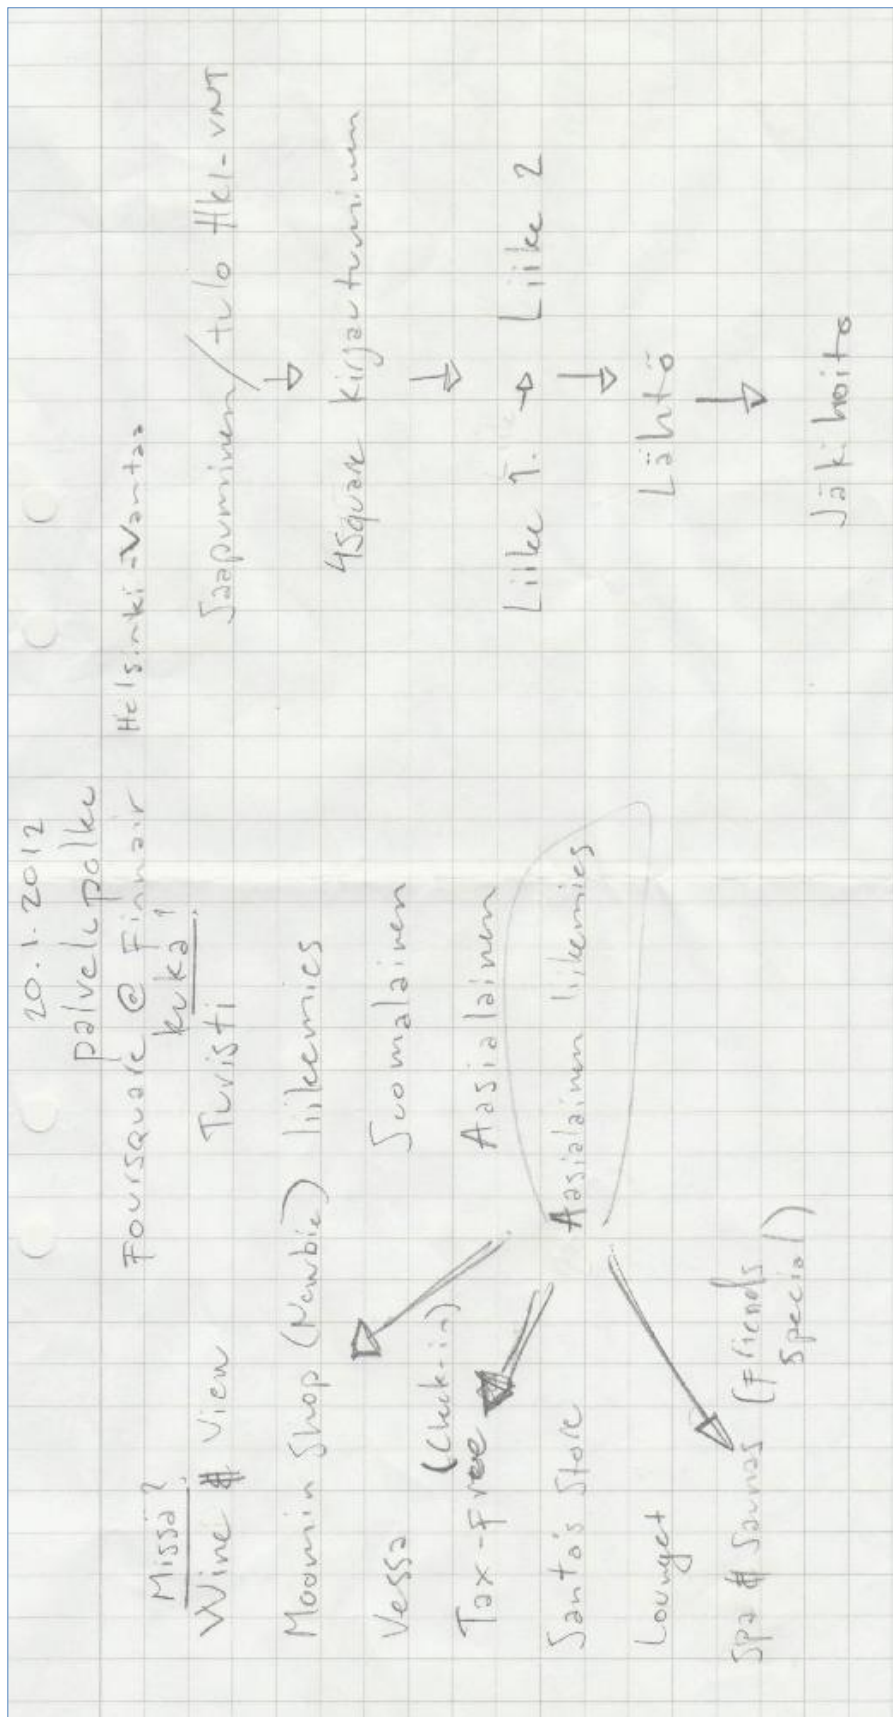 20.1.2012
palvelupolku
Foursquare @ Finnair Helsinki-Vantaa
Missä?
Wine & View
Moomin Shop (Newbie)
Vessa
(Check-in)
Tax-Free
Santa's Store
Lounget
Spa & Saunas (Friends
Special)
kuka?
Turisti
liikemies
Suomalainen
Aasialainen
Aasialainen liikemies
Saapuminen/tulo Hki-VNT
↓
4Square kirjautuminen
↓
Liike 1. → Liike 2
↓
Lähtö
↓
Jälkihoito